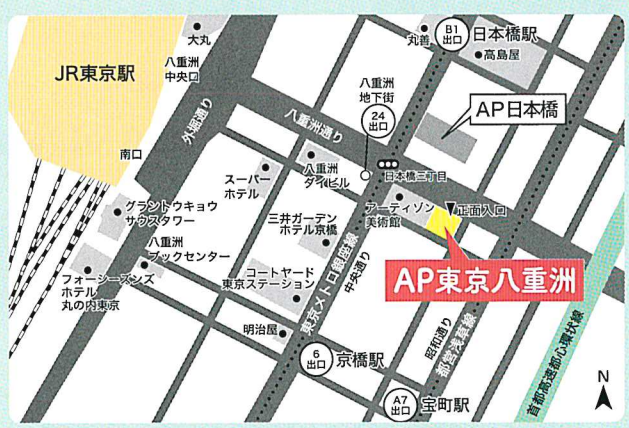 JR東京駅
大丸
八重洲
中央口
外堀通り
南口
丸善
B1
出口
日本橋駅
高島屋
八重洲
地下街
24
出口
AP日本橋
八重洲通り
スーパー
ホテル
八重洲
ダイビル
日本橋三丁目
アーティゾン
美術館
正面入口
グラントウキョウ
サウスタワー
三井ガーデン
ホテル京橋
八重洲
ブックセンター
フォーシーズンズ
ホテル
丸の内東京
コートヤード
東京ステーション
東京メトロ銀座線
中央通り
AP東京八重洲
明治屋
6
出口
京橋駅
昭和通り
都営浅草線
A7
出口
宝町駅
首都高速都心環状線
N